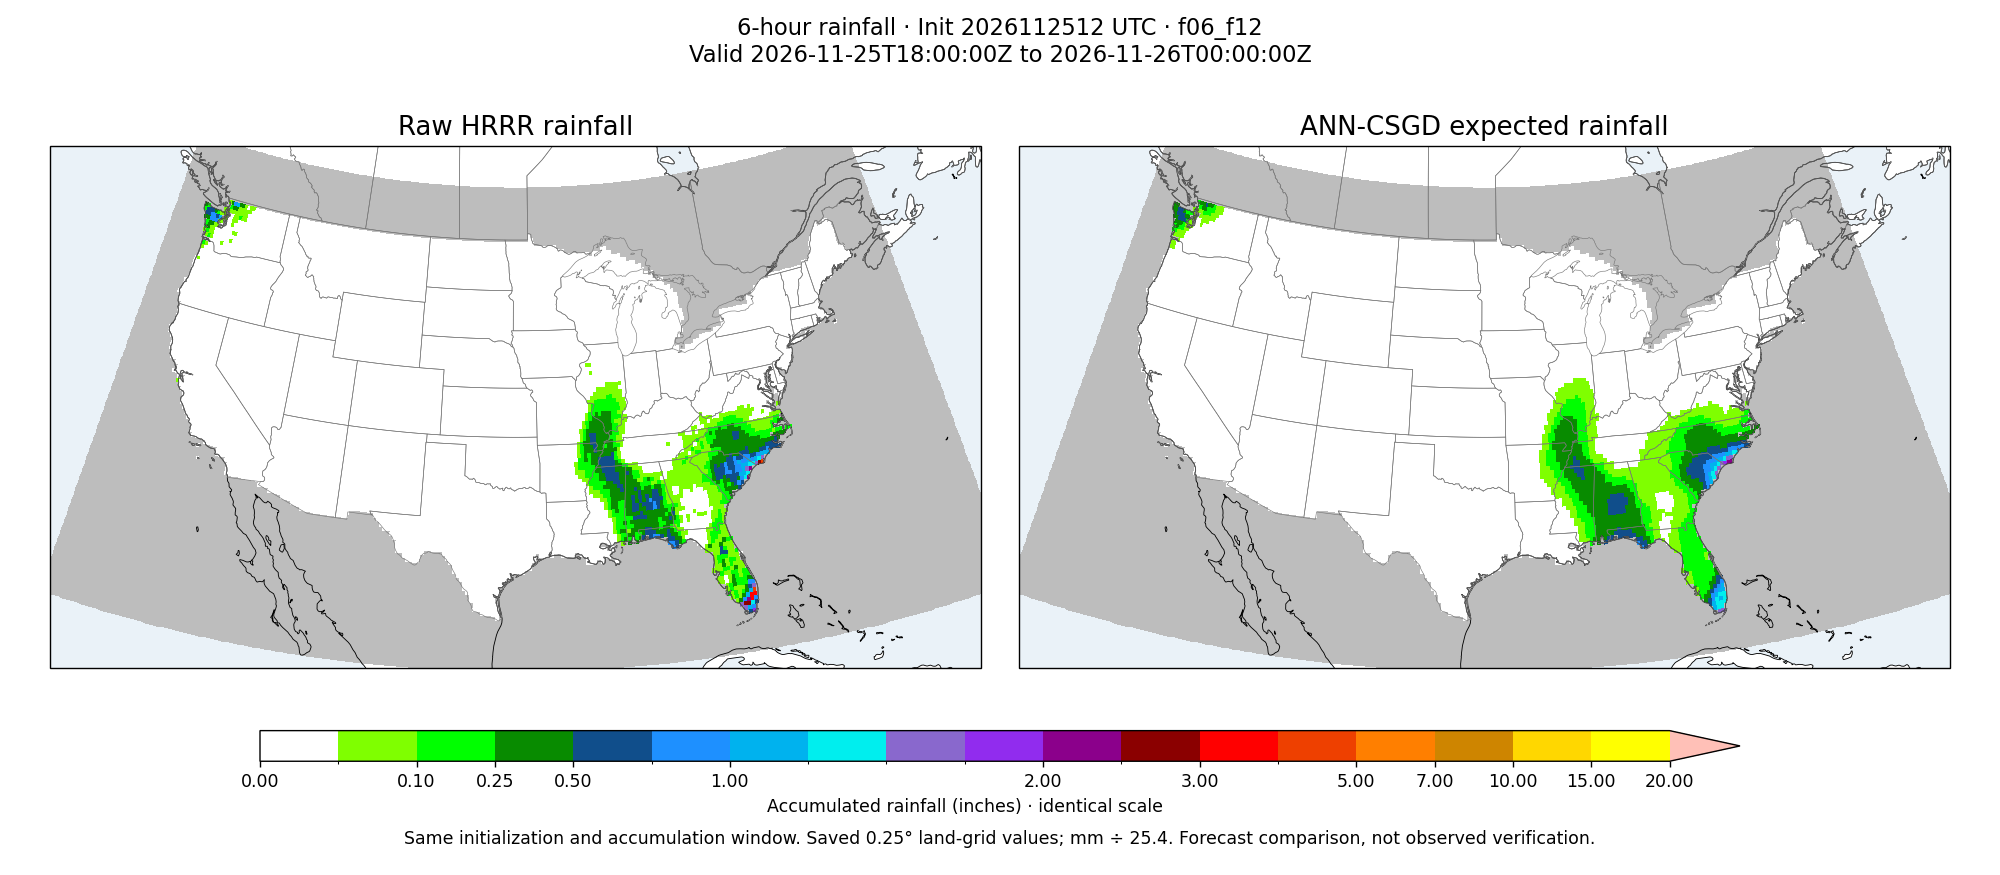 6-hour rainfall · Init 2026112512 UTC · f06_f12
Valid 2026-11-25T18:00:00Z to 2026-11-26T00:00:00Z
Raw HRRR rainfall
ANN-CSGD expected rainfall
0.00 0.10 0.25 0.50 1.00 2.00 3.00 5.00 7.00 10.00 15.00 20.00
Accumulated rainfall (inches) · identical scale
Same initialization and accumulation window. Saved 0.25° land-grid values; mm ÷ 25.4. Forecast comparison, not observed verification.